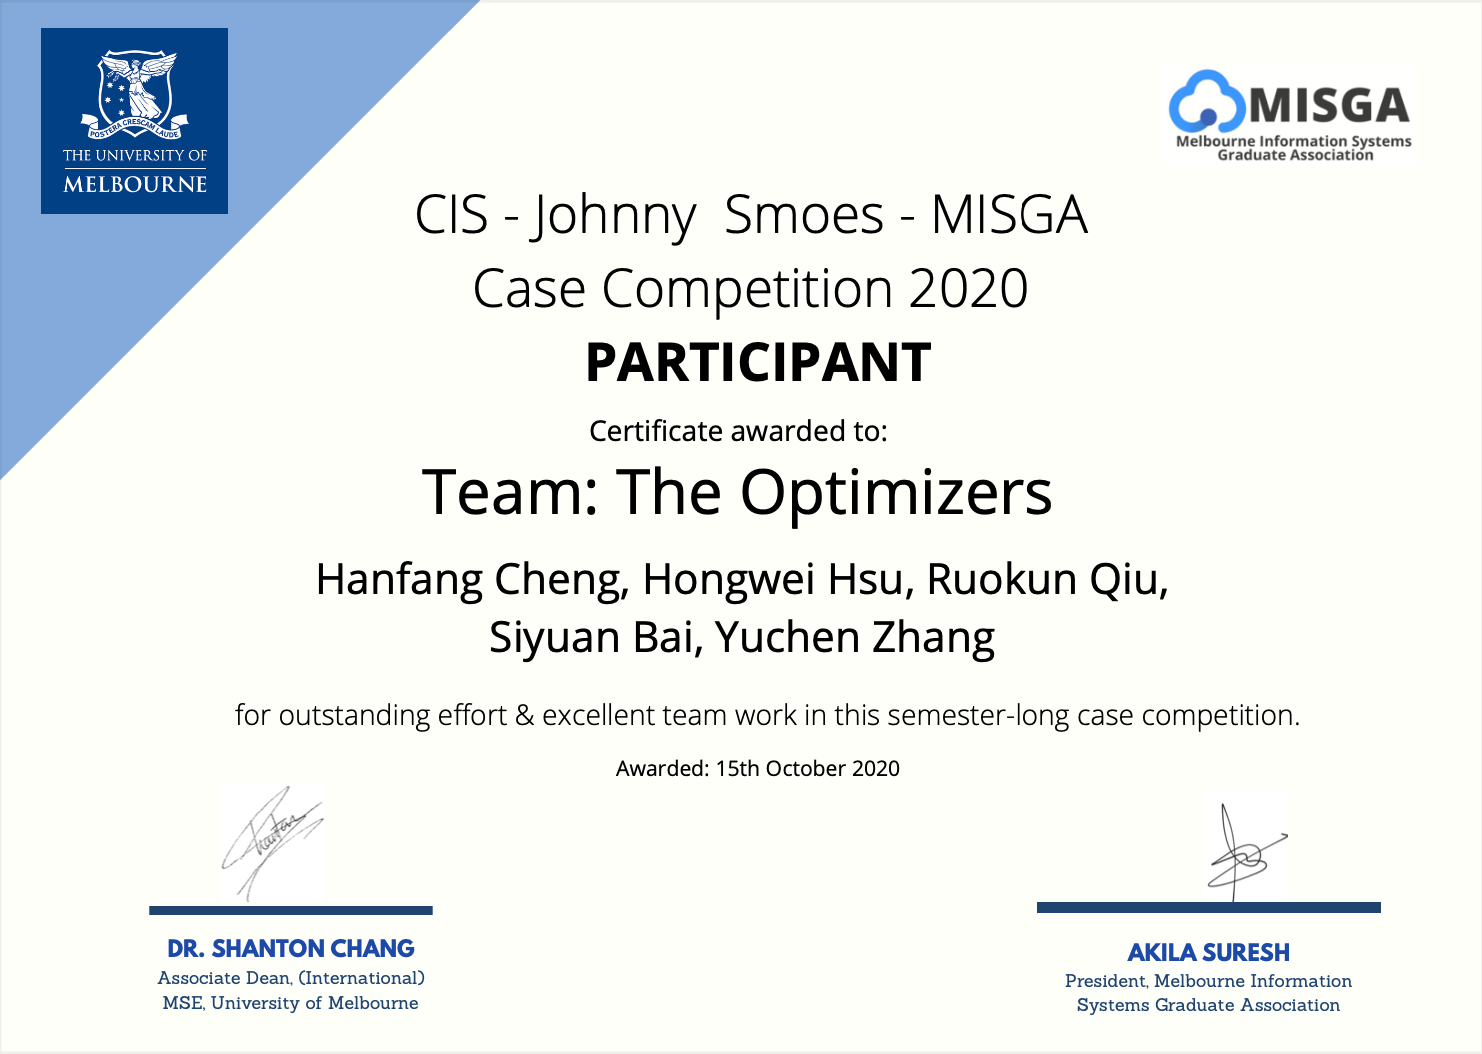 POSTERA CRESCAM LAUDE
THE UNIVERSITY OF
MELBOURNE
MISGA
Melbourne Information Systems
Graduate Association
CIS - Johnny  Smoes - MISGA
Case Competition 2020
PARTICIPANT
Certificate awarded to:
Team: The Optimizers
Hanfang Cheng, Hongwei Hsu, Ruokun Qiu,
Siyuan Bai, Yuchen Zhang
for outstanding effort & excellent team work in this semester-long case competition.
Awarded: 15th October 2020
DR. SHANTON CHANG
Associate Dean, (International)
MSE, University of Melbourne
AKILA SURESH
President, Melbourne Information
Systems Graduate Association